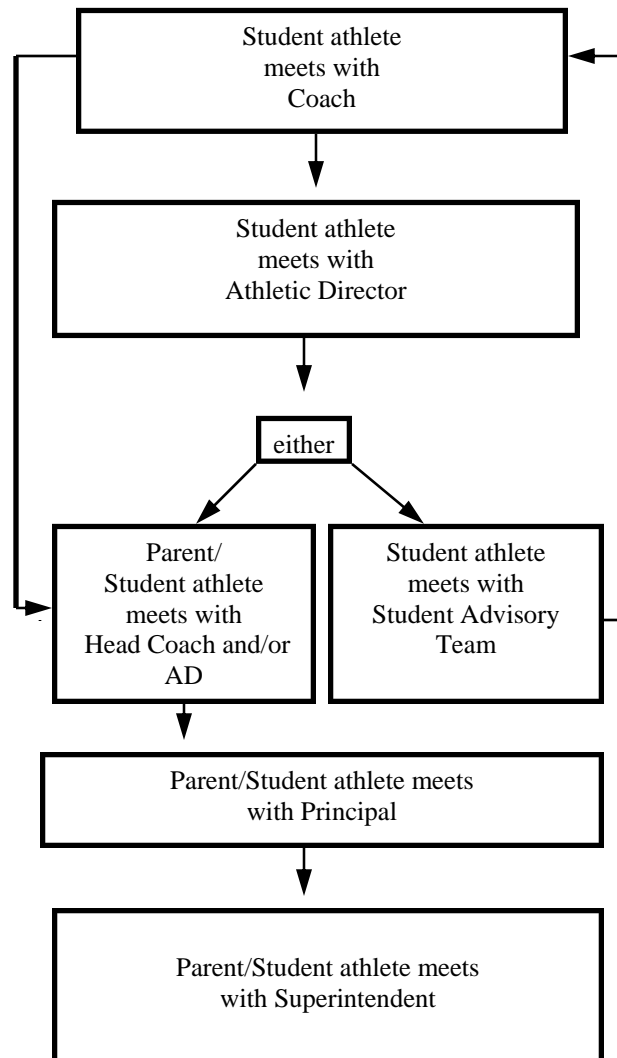 Student athlete
meets with
Coach
Student athlete
meets with
Athletic Director
either
Parent/
Student athlete
meets with
Head Coach and/or
AD
Student athlete
meets with
Student Advisory
Team
Parent/Student athlete meets
with Principal
Parent/Student athlete meets
with Superintendent